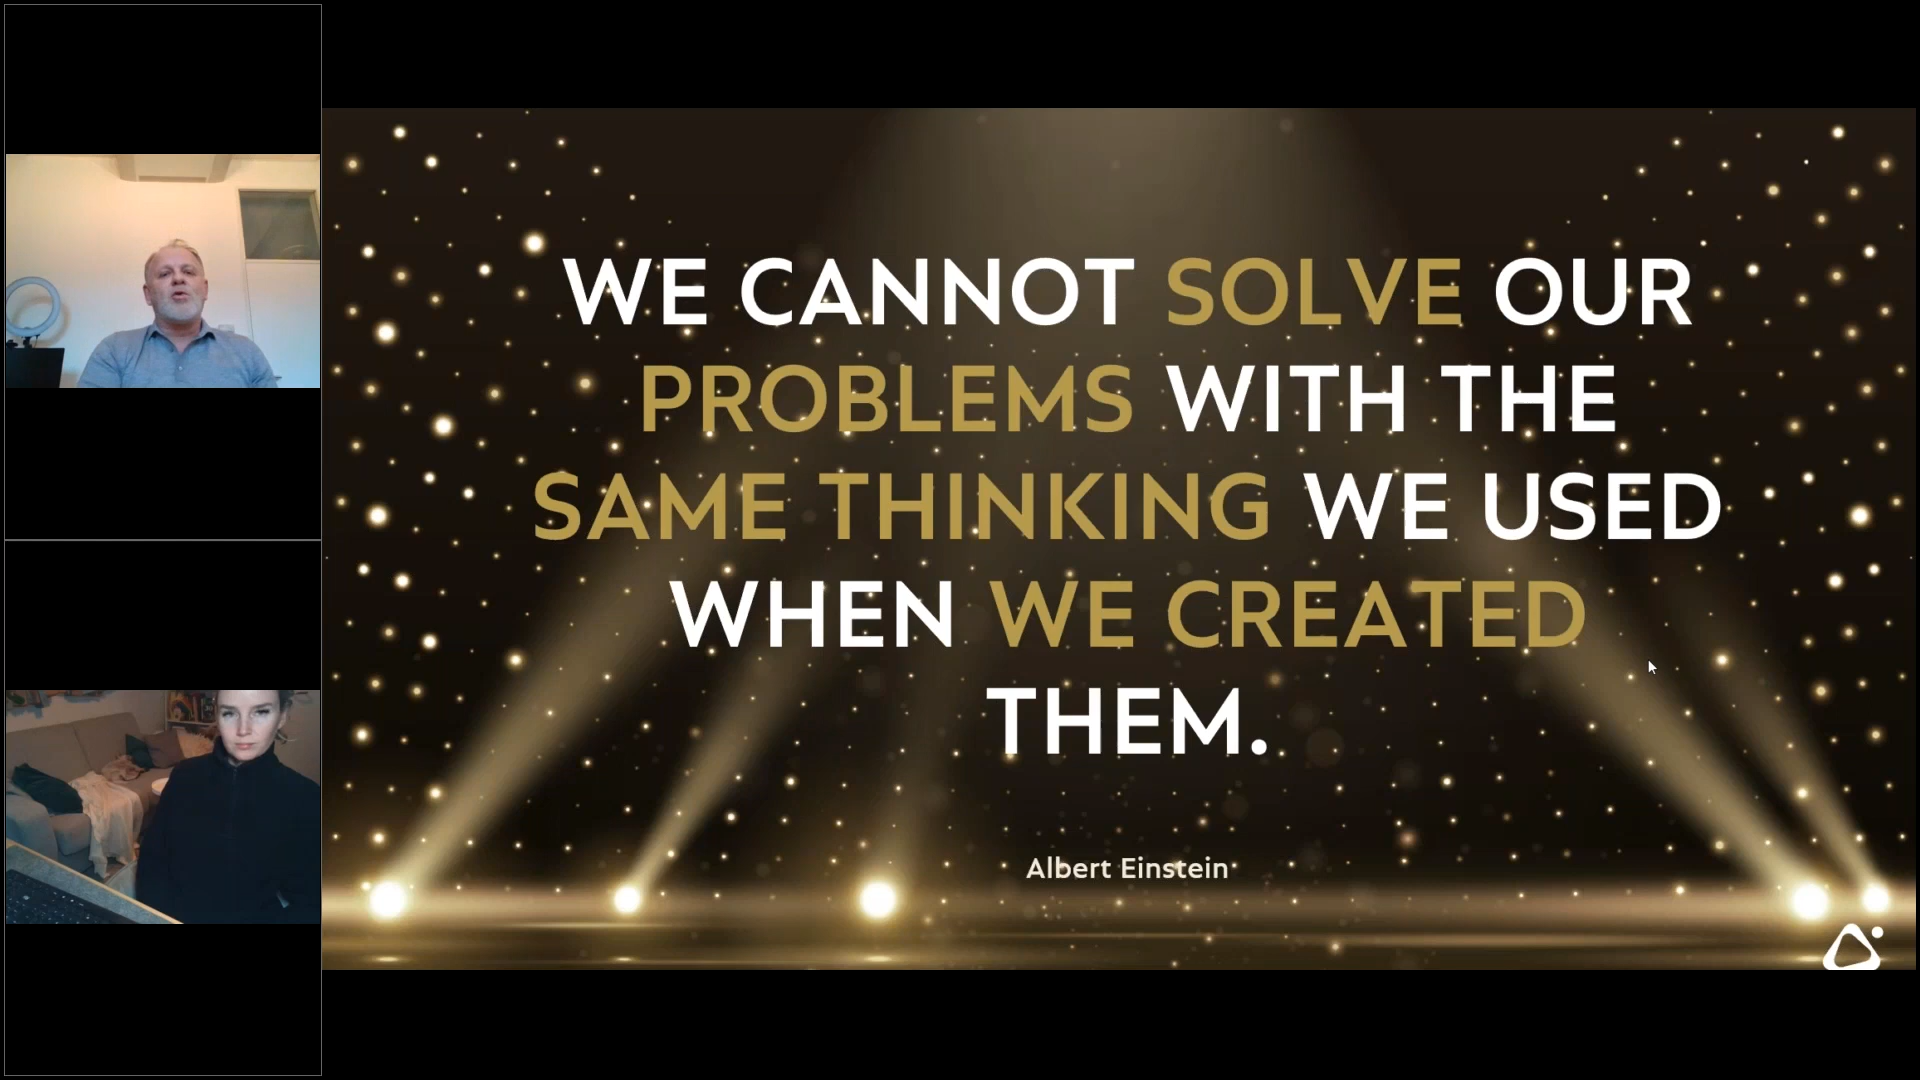 WE CANNOT SOLVE OUR
PROBLEMS WITH THE
SAME THINKING WE USED
WHEN WE CREATED
THEM.
Albert Einstein